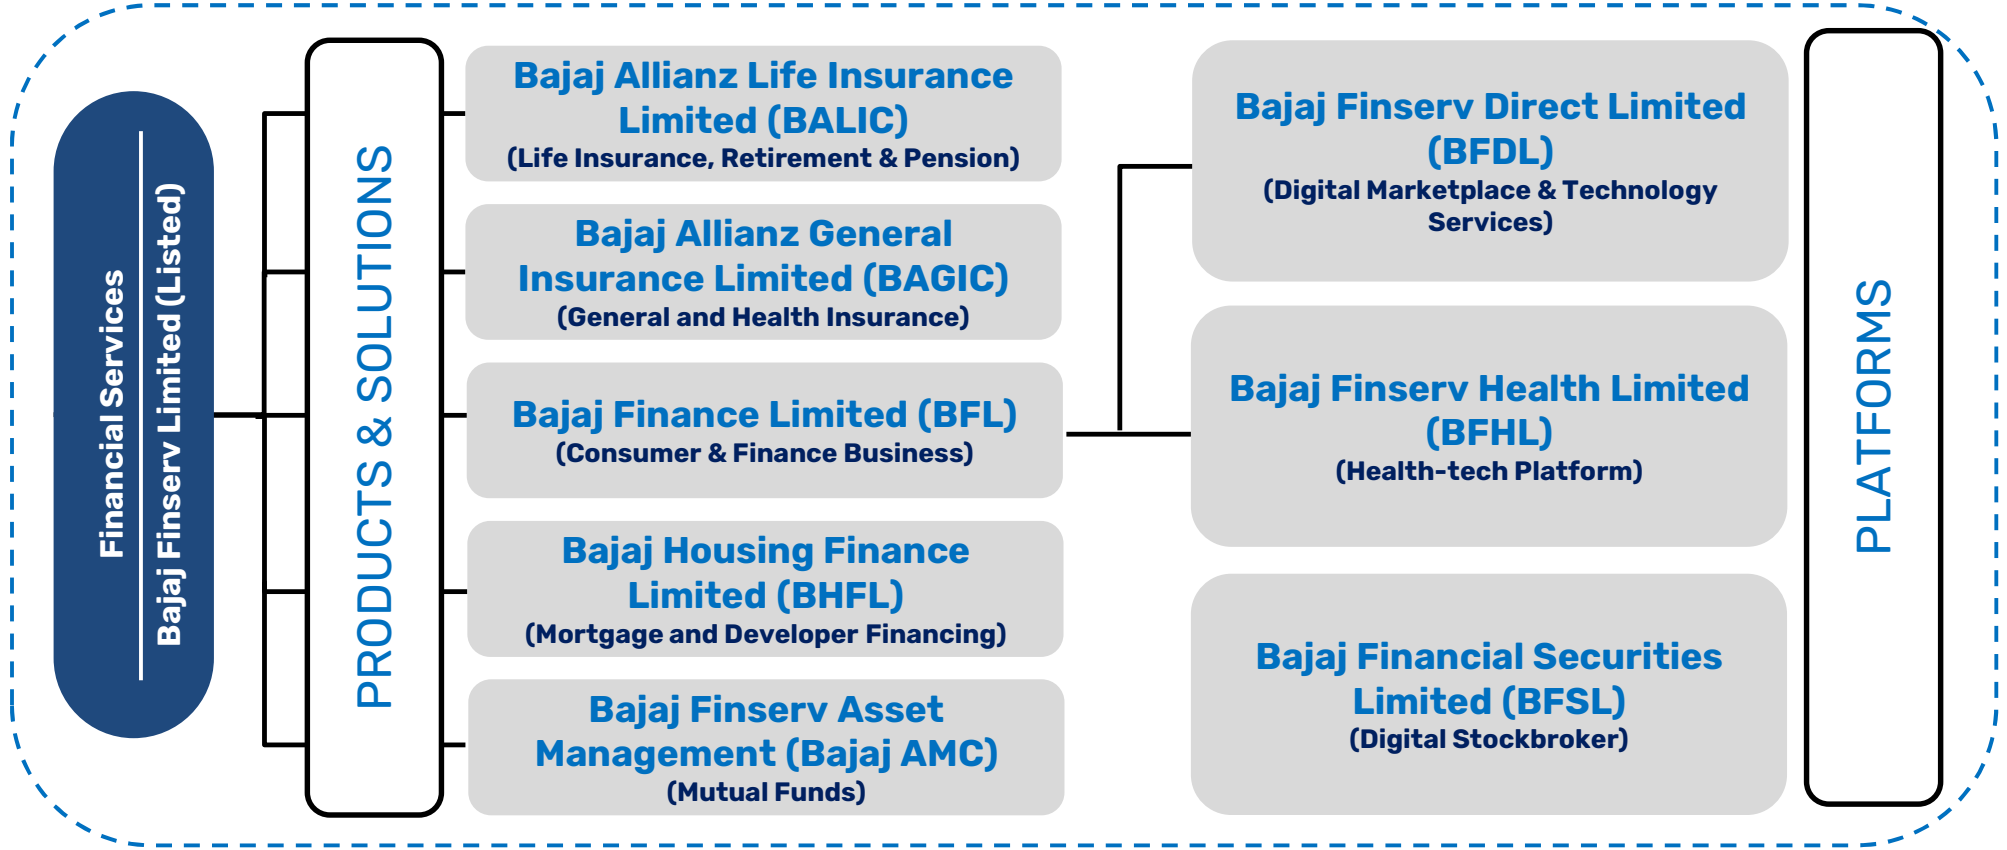 Financial Services
Bajaj Finserv Limited (Listed)
PRODUCTS & SOLUTIONS
Bajaj Allianz Life Insurance
Limited (BALIC)
(Life Insurance, Retirement & Pension)
Bajaj Allianz General
Insurance Limited (BAGIC)
(General and Health Insurance)
Bajaj Finance Limited (BFL)
(Consumer & Finance Business)
Bajaj Housing Finance
Limited (BHFL)
(Mortgage and Developer Financing)
Bajaj Finserv Asset
Management (Bajaj AMC)
(Mutual Funds)
Bajaj Finserv Direct Limited
(BFDL)
(Digital Marketplace & Technology
Services)
Bajaj Finserv Health Limited
(BFHL)
(Health-tech Platform)
Bajaj Financial Securities
Limited (BFSL)
(Digital Stockbroker)
PLATFORMS